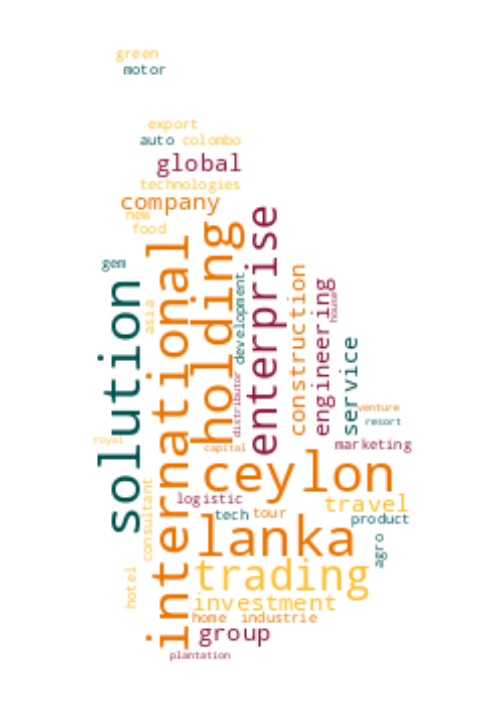 green
motor
export
auto
colombo
global
technologies
company
new
food
enterprise
holding
international
gem
solution
asia
development
construction
engineering
house
distributor
service
venture
resort
royal
capital
marketing
ceylon
consultant
logistic
travel
tech
tour
product
lanka
agro
trading
hotel
investment
home
industrie
group
plantation